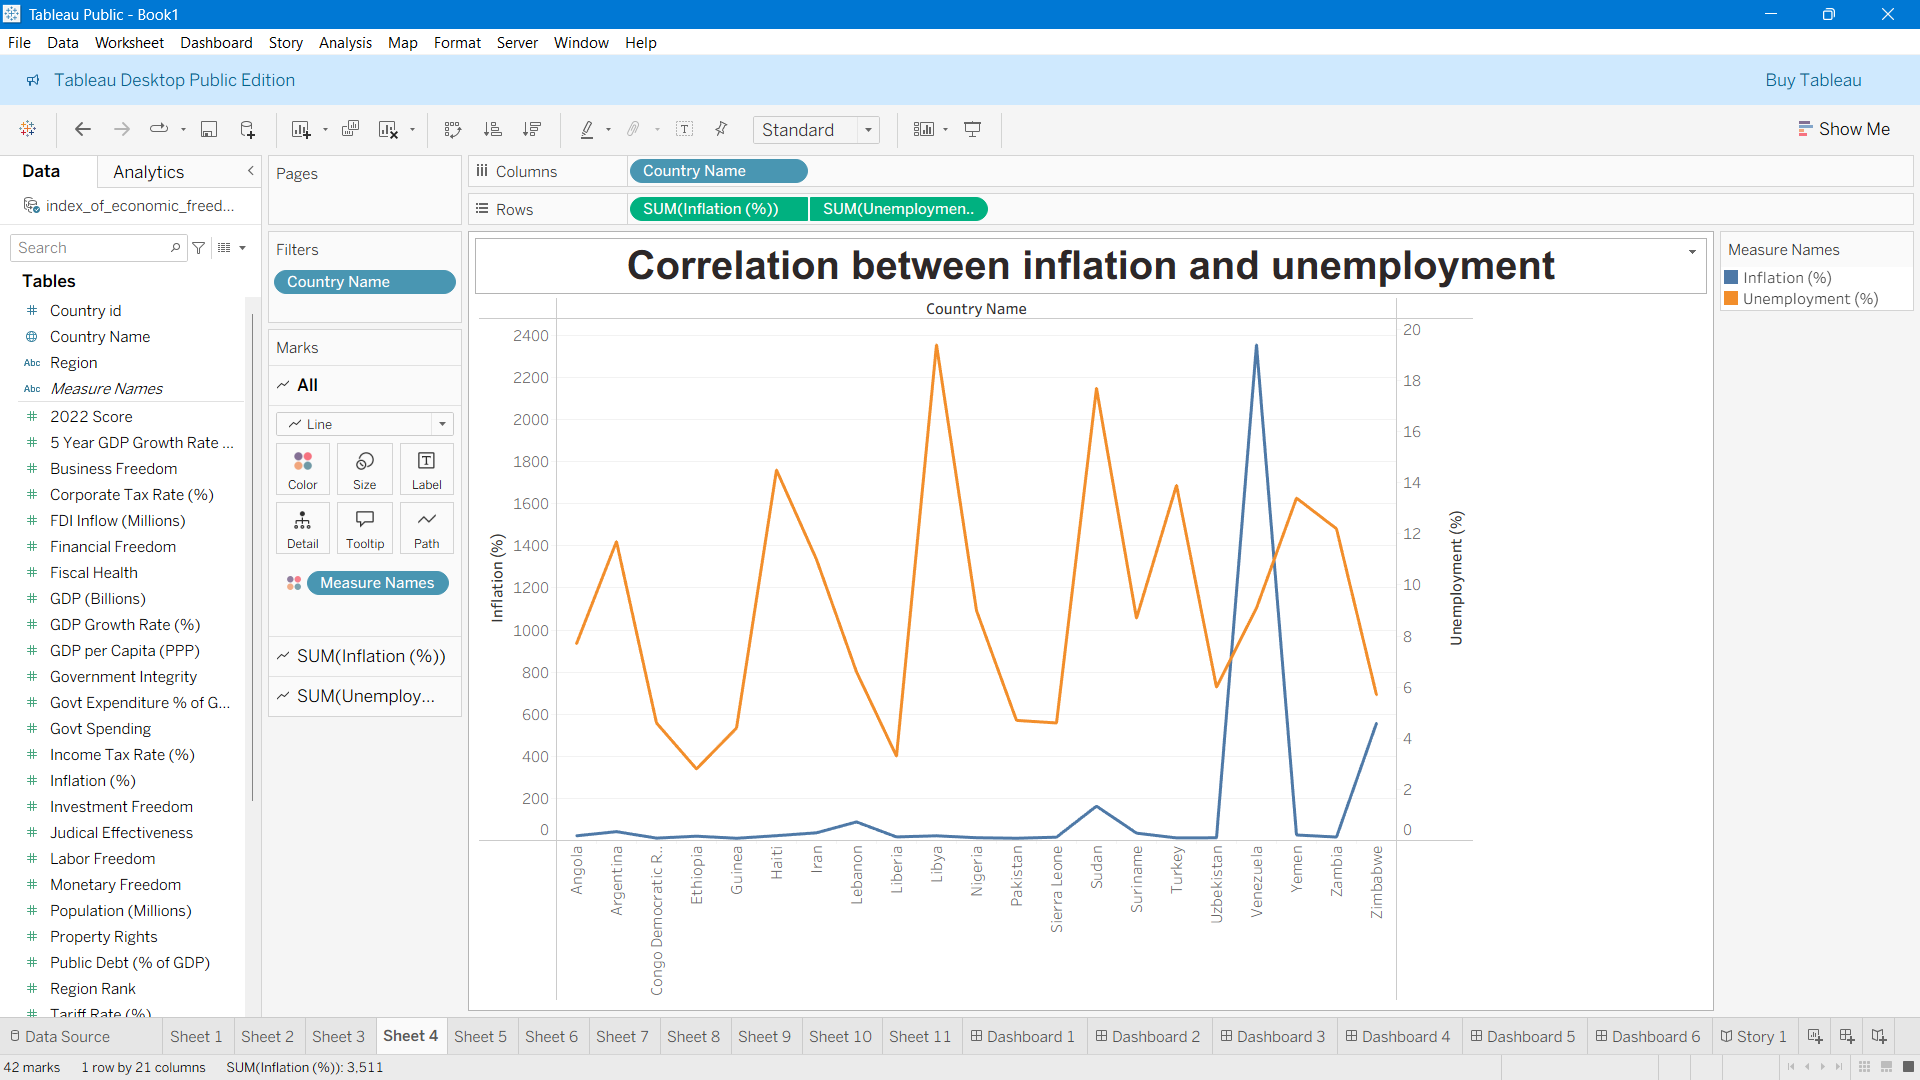 Tableau Public - Book1
File Data Worksheet Dashboard Story Analysis Map Format Server Window Help
Tableau Desktop Public Edition
Buy Tableau
Standard
Show Me
Data
Analytics
index_of_economic_freed...
Search
Tables
Country id
Country Name
Abc Region
Abc Measure Names
2022 Score
5 Year GDP Growth Rate ...
Business Freedom
Corporate Tax Rate (%)
FDI Inflow (Millions)
Financial Freedom
Fiscal Health
GDP (Billions)
GDP Growth Rate (%)
GDP per Capita (PPP)
Government Integrity
Govt Expenditure % of G...
Govt Spending
Income Tax Rate (%)
Inflation (%)
Investment Freedom
Judical Effectiveness
Labor Freedom
Monetary Freedom
Population (Millions)
Property Rights
Public Debt (% of GDP)
Region Rank
Tariff Rate (%)
Pages
Filters
Country Name
Marks
All
Line
Color
Size
Label
Detail
Tooltip
Path
Measure Names
SUM(Inflation (%))
SUM(Unemploy...
Columns
Country Name
Rows
SUM(Inflation (%))
SUM(Unemploymen..
Correlation between inflation and unemployment
Country Name
Inflation (%)
2400
2200
2000
1800
1600
1400
1200
1000
800
600
400
200
0
20
18
16
14
12
10
8
6
4
2
0
Unemployment (%)
Angola
Argentina
Congo Democratic R..
Ethiopia
Guinea
Haiti
Iran
Lebanon
Liberia
Libya
Nigeria
Pakistan
Sierra Leone
Sudan
Suriname
Turkey
Uzbekistan
Venezuela
Yemen
Zambia
Zimbabwe
Measure Names
Inflation (%)
Unemployment (%)
Data Source
Sheet 1
Sheet 2
Sheet 3
Sheet 4
Sheet 5
Sheet 6
Sheet 7
Sheet 8
Sheet 9
Sheet 10
Sheet 11
Dashboard 1
Dashboard 2
Dashboard 3
Dashboard 4
Dashboard 5
Dashboard 6
Story 1
42 marks
1 row by 21 columns
SUM(Inflation (%)): 3,511